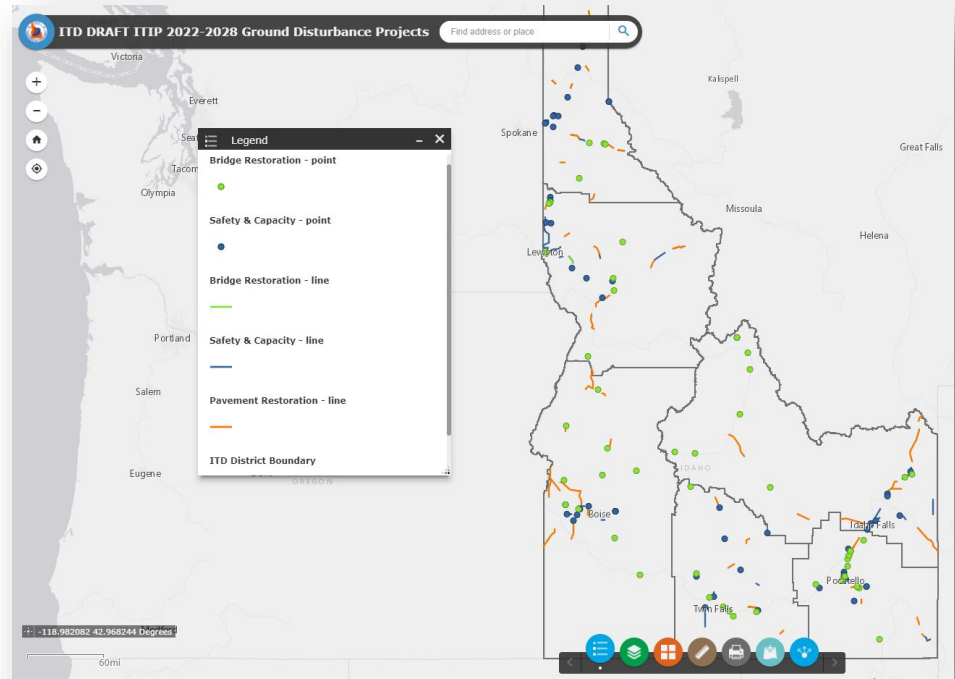 ITD DRAFT ITIP 2022-2028 Ground Disturbance Projects
Find address or place
Victoria
Everett
Kalispell
Spokane
Great Falls
Legend
Bridge Restoration - point
Olympia
Missoula
Safety & Capacity - point
Helena
Lewiston
Bridge Restoration - line
Portland
Safety & Capacity - line
Salem
Pavement Restoration - line
ITD District Boundary
IDAHO
Eugene
OREGON
Boise
Idaho Falls
Pocatello
Twin Falls
-118.982082 42.968244 Degrees
60mi